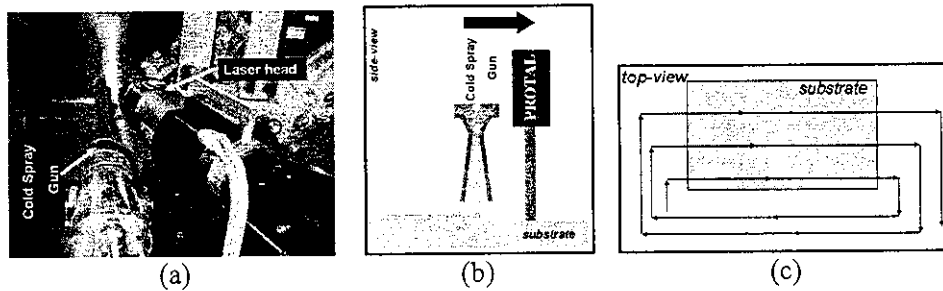 Laser head
Cold Spray
Gun
(a)
side-view
Cold Spray
Gun
PROTAL
substrate
(b)
top-view
substrate
(c)